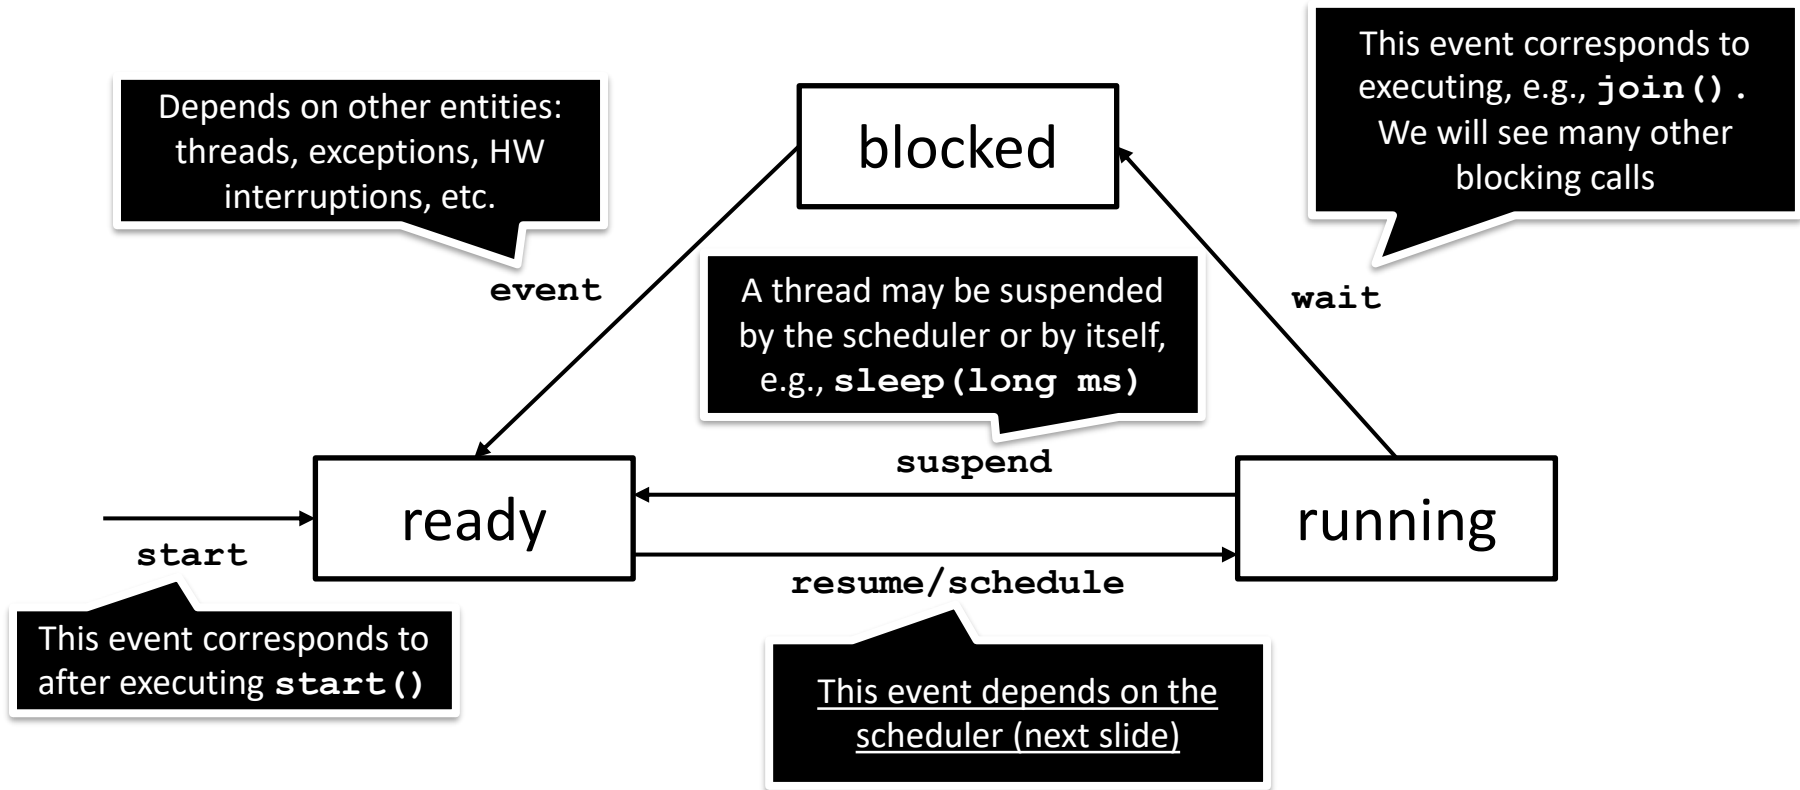 This event corresponds to
executing, e.g., join().
We will see many other
blocking calls
Depends on other entities:
threads, exceptions, HW
interruptions, etc.
blocked
event
A thread may be suspended
by the scheduler or by itself,
e.g., sleep(long ms)
wait
suspend
ready
running
start
resume/schedule
This event corresponds to
after executing start()
This event depends on the
scheduler (next slide)